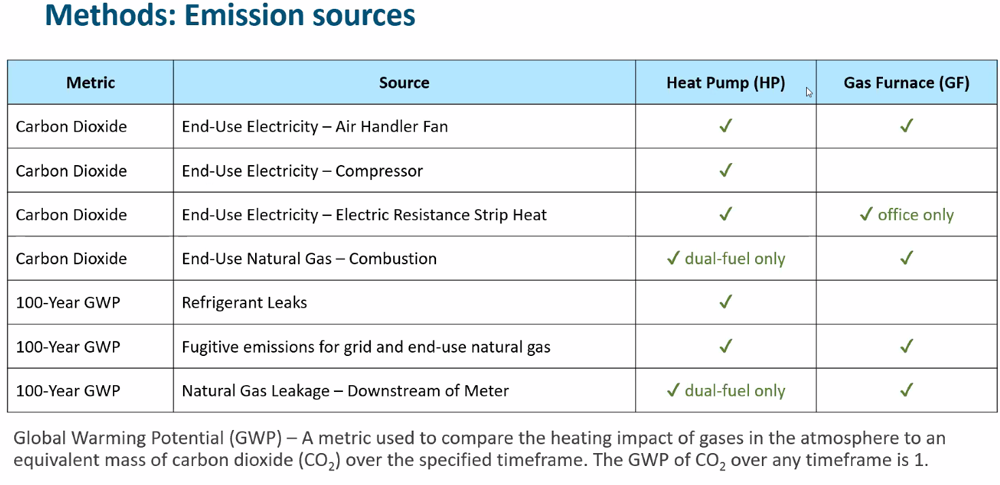 Methods: Emission sources
Metric Source Heat Pump (HP) Gas Furnace (GF)
Carbon Dioxide End-Use Electricity – Air Handler Fan ✓ ✓
Carbon Dioxide End-Use Electricity – Compressor ✓
Carbon Dioxide End-Use Electricity – Electric Resistance Strip Heat ✓ ✓ office only
Carbon Dioxide End-Use Natural Gas – Combustion ✓ dual-fuel only ✓
100-Year GWP Refrigerant Leaks ✓
100-Year GWP Fugitive emissions for grid and end-use natural gas ✓ ✓
100-Year GWP Natural Gas Leakage – Downstream of Meter ✓ dual-fuel only ✓
Global Warming Potential (GWP) – A metric used to compare the heating impact of gases in the atmosphere to an
equivalent mass of carbon dioxide (CO₂) over the specified timeframe. The GWP of CO₂ over any timeframe is 1.